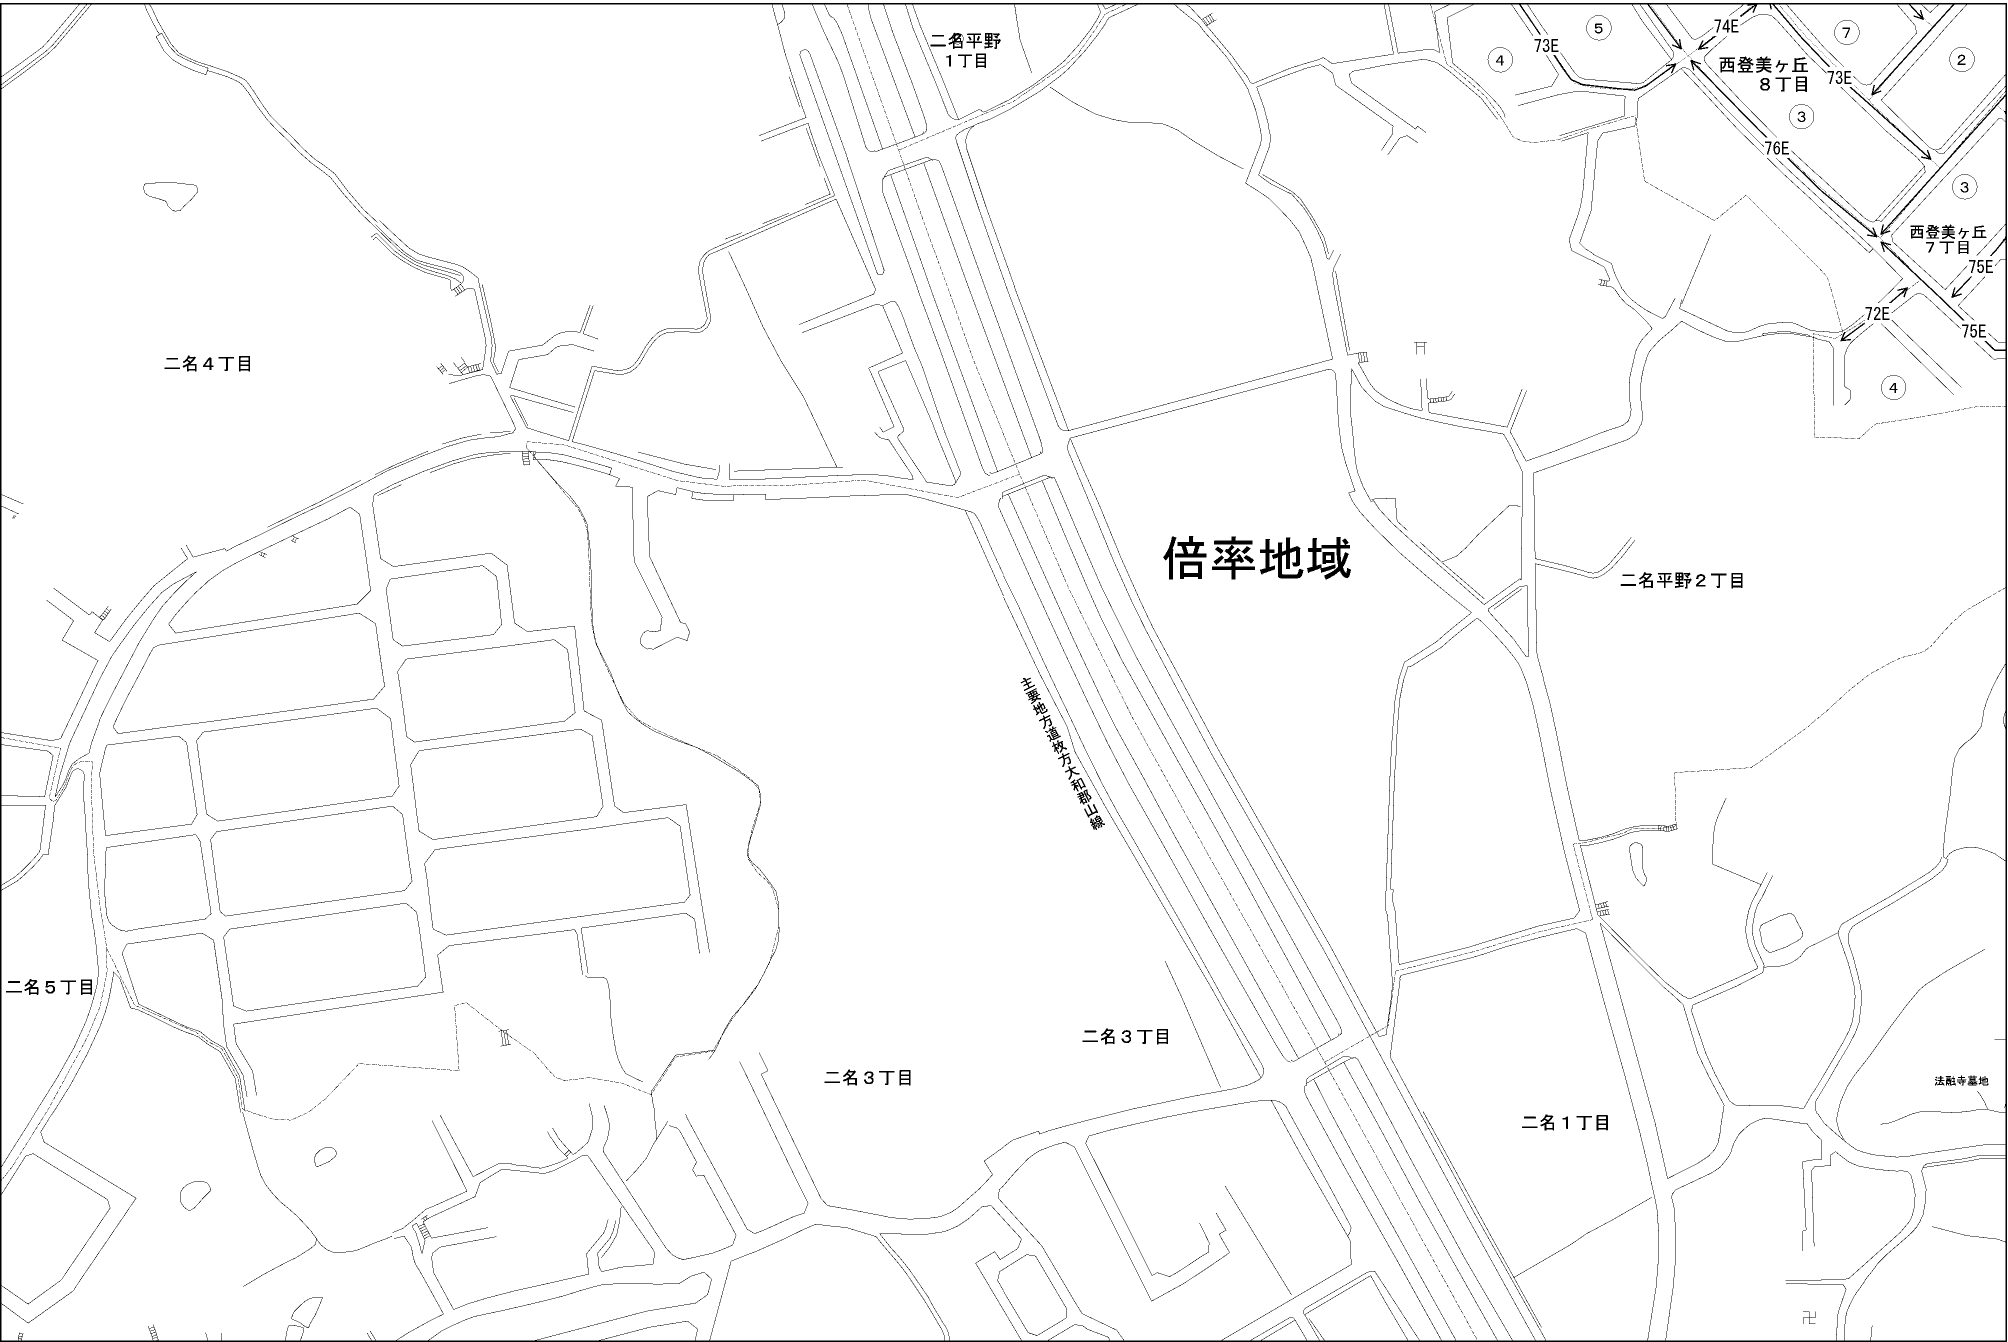 二名平野
１丁目
④
73E
⑤
74E
西登美ヶ丘
８丁目
73E
⑦
②
③
76E
③
西登美ヶ丘
７丁目
75E
72E
75E
④
二名４丁目
倍率地域
二名平野２丁目
主要地方道枚方大和郡山線
二名５丁目
二名３丁目
二名３丁目
二名１丁目
法融寺墓地